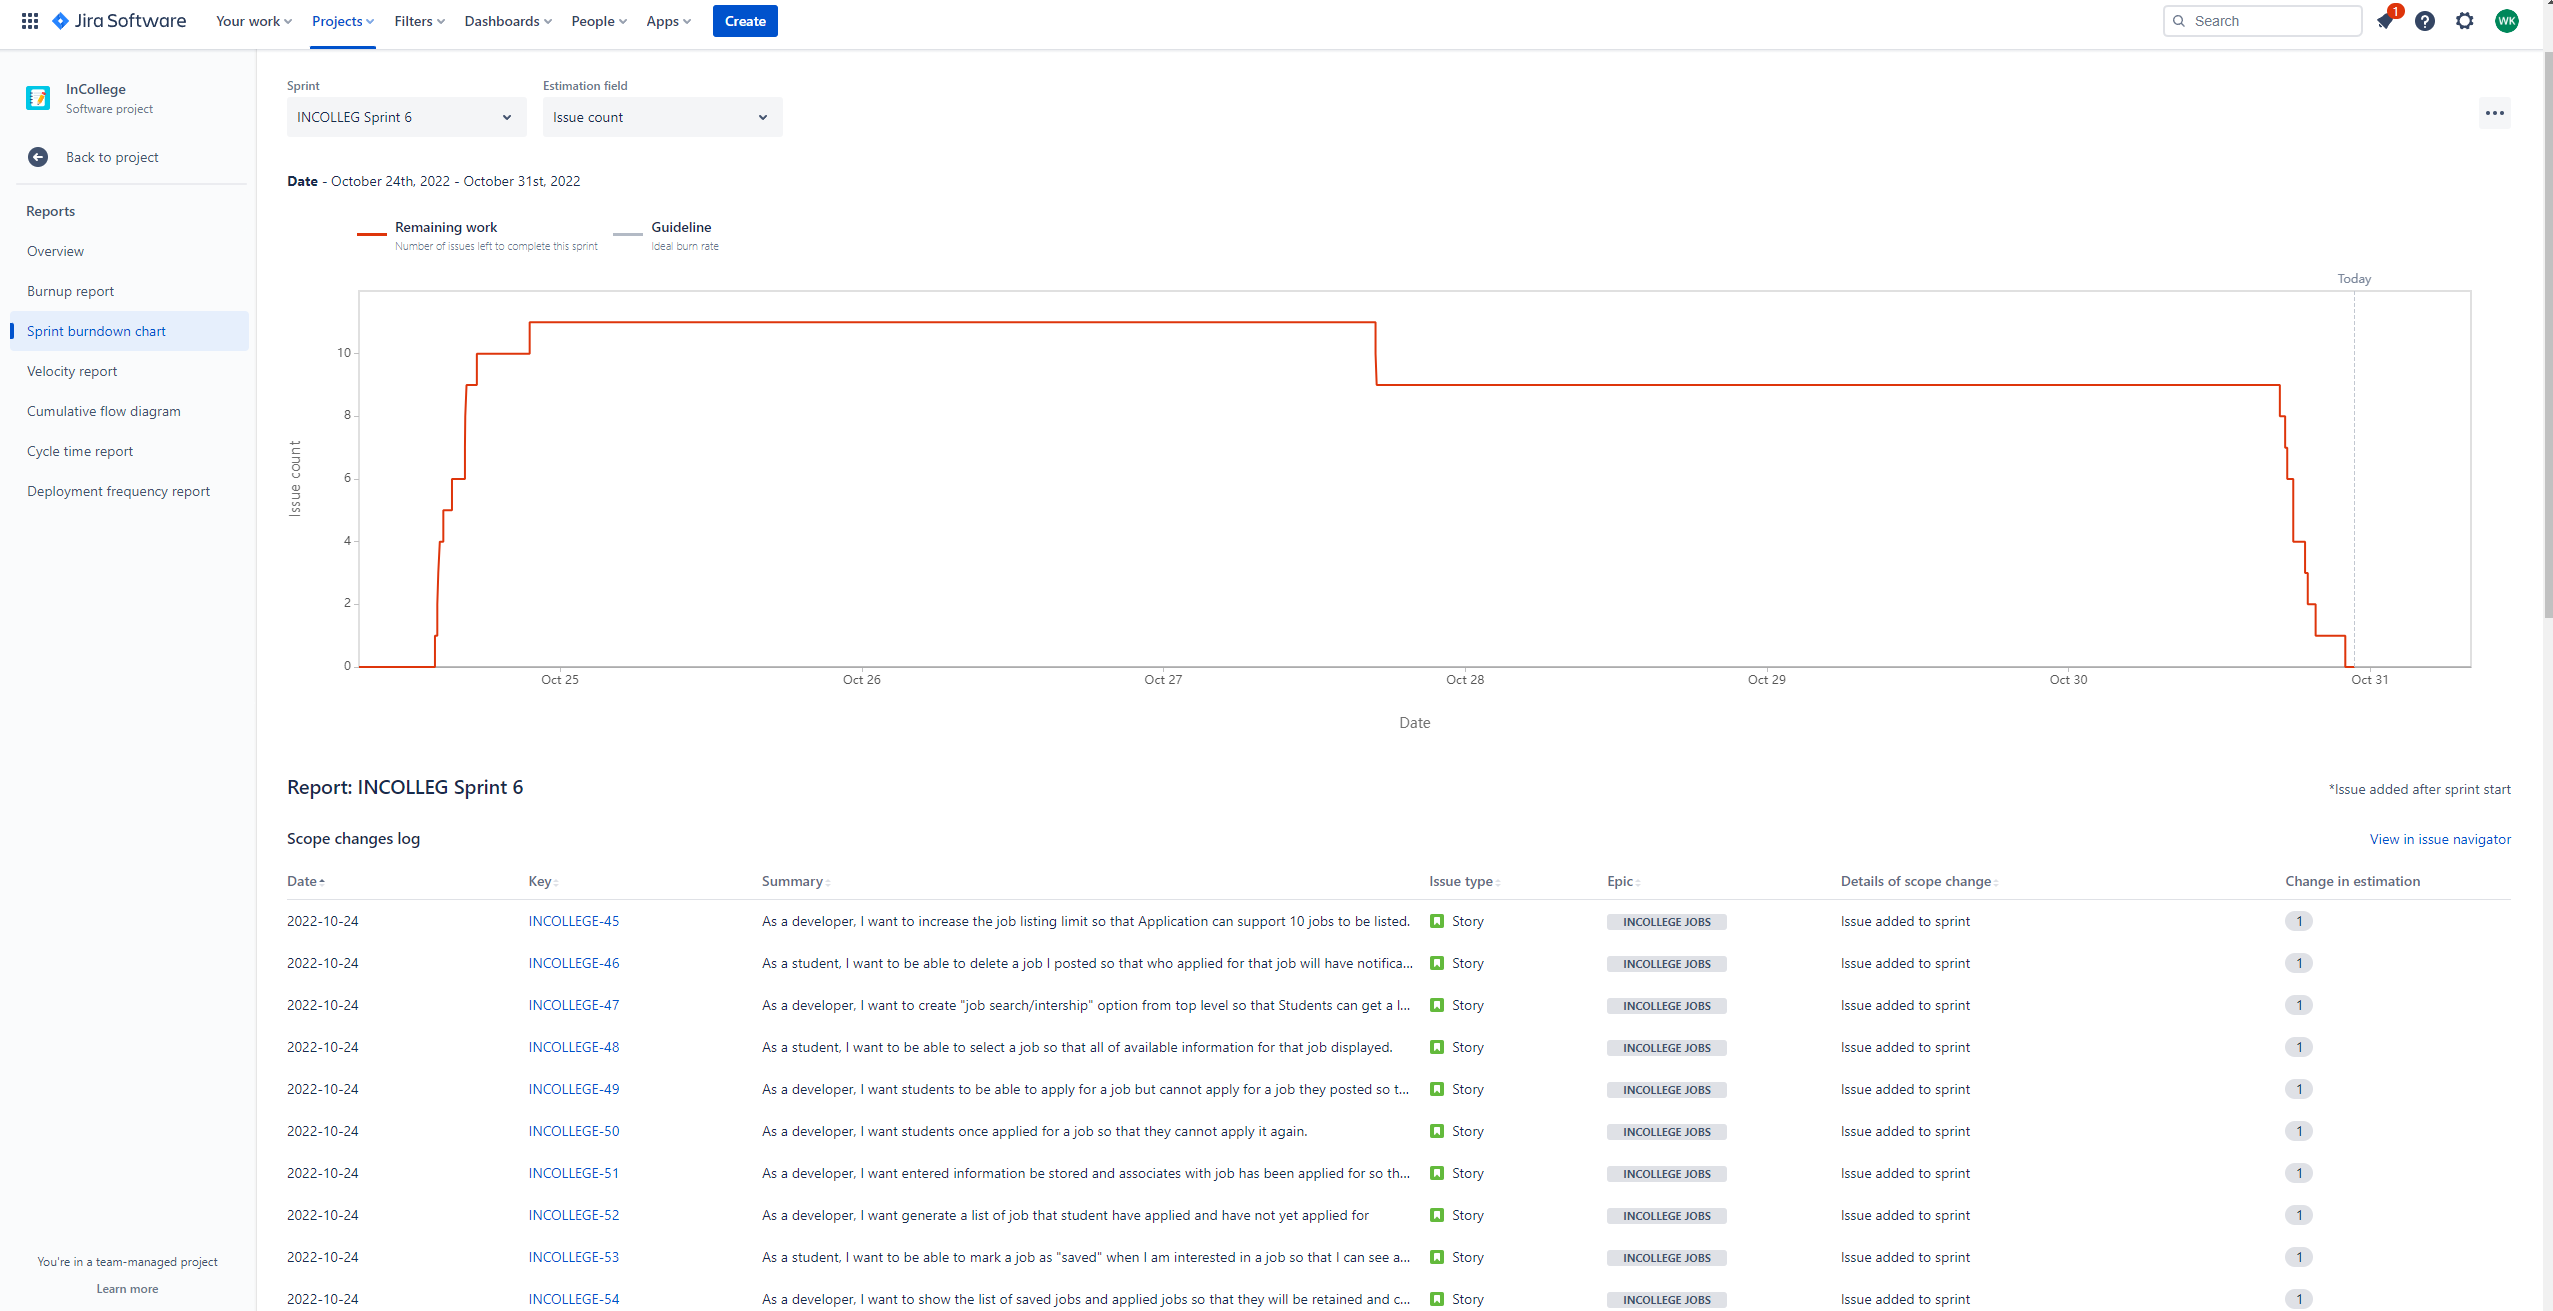 Jira Software Your work Projects Filters Dashboards People Apps Create Search 1 WK
InCollege
Software project
Back to project
Reports
Overview
Burnup report
Sprint burndown chart
Velocity report
Cumulative flow diagram
Cycle time report
Deployment frequency report
You're in a team-managed project
Learn more
Sprint Estimation field
INCOLLEG Sprint 6 Issue count
Date - October 24th, 2022 - October 31st, 2022
Remaining work Guideline
Number of issues left to complete this sprint Ideal burn rate
Today
10
8
6
4
2
0
Issue count
Oct 25 Oct 26 Oct 27 Oct 28 Oct 29 Oct 30 Oct 31
Date
Report: INCOLLEG Sprint 6 *Issue added after sprint start
Scope changes log View in issue navigator
Date Key Summary Issue type Epic Details of scope change Change in estimation
2022-10-24 INCOLLEGE-45 As a developer, I want to increase the job listing limit so that Application can support 10 jobs to be listed. Story INCOLLEGE JOBS Issue added to sprint 1
2022-10-24 INCOLLEGE-46 As a student, I want to be able to delete a job I posted so that who applied for that job will have notifica... Story INCOLLEGE JOBS Issue added to sprint 1
2022-10-24 INCOLLEGE-47 As a developer, I want to create "job search/intership" option from top level so that Students can get a l... Story INCOLLEGE JOBS Issue added to sprint 1
2022-10-24 INCOLLEGE-48 As a student, I want to be able to select a job so that all of available information for that job displayed. Story INCOLLEGE JOBS Issue added to sprint 1
2022-10-24 INCOLLEGE-49 As a developer, I want students to be able to apply for a job but cannot apply for a job they posted so t... Story INCOLLEGE JOBS Issue added to sprint 1
2022-10-24 INCOLLEGE-50 As a developer, I want students once applied for a job so that they cannot apply it again. Story INCOLLEGE JOBS Issue added to sprint 1
2022-10-24 INCOLLEGE-51 As a developer, I want entered information be stored and associates with job has been applied for so th... Story INCOLLEGE JOBS Issue added to sprint 1
2022-10-24 INCOLLEGE-52 As a developer, I want generate a list of job that student have applied and have not yet applied for Story INCOLLEGE JOBS Issue added to sprint 1
2022-10-24 INCOLLEGE-53 As a student, I want to be able to mark a job as "saved" when I am interested in a job so that I can see a... Story INCOLLEGE JOBS Issue added to sprint 1
2022-10-24 INCOLLEGE-54 As a developer, I want to show the list of saved jobs and applied jobs so that they will be retained and c... Story INCOLLEGE JOBS Issue added to sprint 1